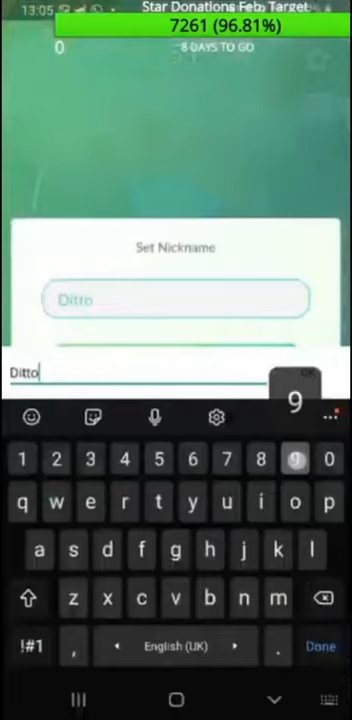 13:05
Star Donations Feb. Target
7261 (96.81%)
0
8 DAYS TO GO
Set Nickname
Ditto
Ditto
OK
9
1 2 3 4 5 6 7 8 9 0
q w e r t y u i o p
a s d f g h j k l
z x c v b n m
!#1 , English (UK) . Done